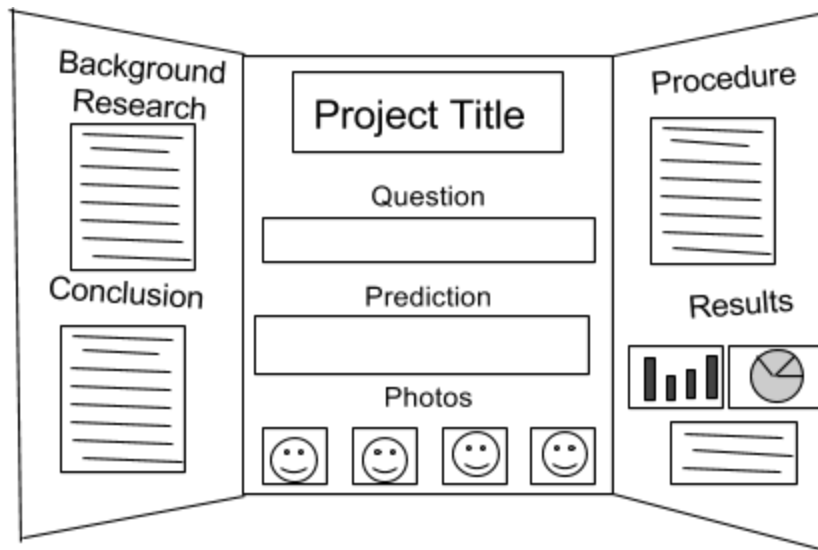 Background
Research
Conclusion
Project Title
Question
Prediction
Photos
Procedure
Results